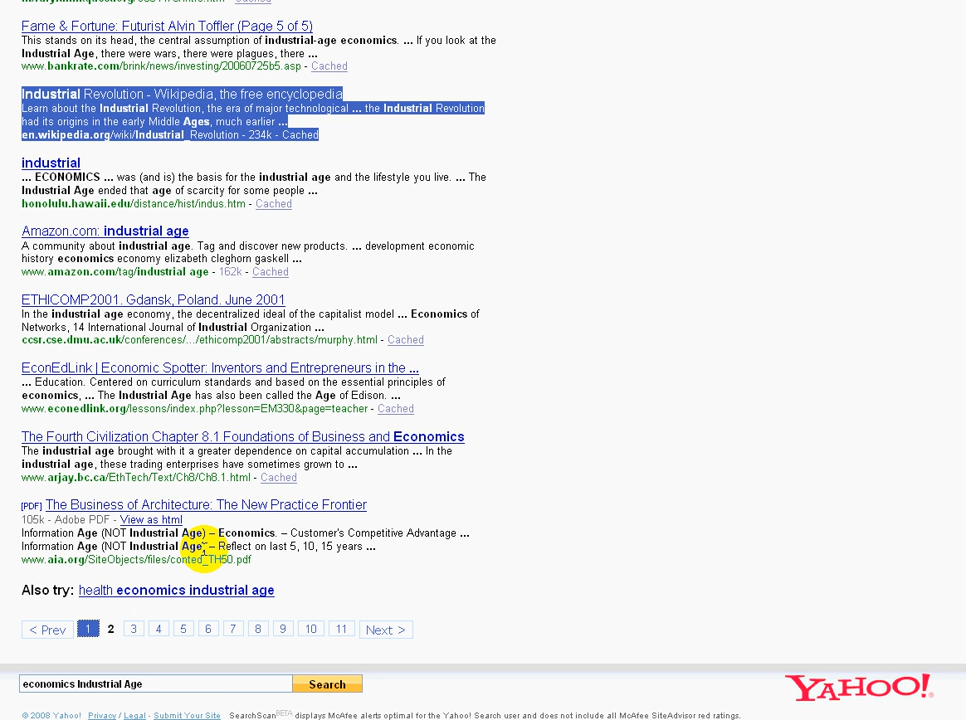 Fame & Fortune: Futurist Alvin Toffler (Page 5 of 5)
This stands on its head, the central assumption of industrial-age economics. ... If you look at the
Industrial Age, there were wars, there were plagues, there ...
www.bankrate.com/brink/news/investing/20060725b5.asp - Cached
Industrial Revolution - Wikipedia, the free encyclopedia
Learn about the Industrial Revolution, the era of major technological ... the Industrial Revolution
had its origins in the early Middle Ages, much earlier ...
en.wikipedia.org/wiki/Industrial_Revolution - 234k - Cached
industrial
... ECONOMICS ... was (and is) the basis for the industrial age and the lifestyle you live. ... The
Industrial Age ended that age of scarcity for some people ...
honolulu.hawaii.edu/distance/hist/indus.htm - Cached
Amazon.com: industrial age
A community about industrial age. Tag and discover new products. ... development economic
history economics economy elizabeth cleghorn gaskell ...
www.amazon.com/tag/industrial age - 162k - Cached
ETHICOMP2001. Gdansk, Poland. June 2001
In the industrial age economy, the decentralized ideal of the capitalist model ... Economics of
Networks, 14 International Journal of Industrial Organization ...
ccsr.cse.dmu.ac.uk/conferences/.../ethicomp2001/abstracts/murphy.html - Cached
EconEdLink | Economic Spotter: Inventors and Entrepreneurs in the ...
... Education. Centered on curriculum standards and based on the essential principles of
economics, ... The Industrial Age has also been called the Age of Edison. ...
www.econedlink.org/lessons/index.php?lesson=EM330&page=teacher - Cached
The Fourth Civilization Chapter 8.1 Foundations of Business and Economics
The industrial age brought with it a greater dependence on capital accumulation ... In the
industrial age, these trading enterprises have sometimes grown to ...
www.arjay.bc.ca/EthTech/Text/Ch8/Ch8.1.html - Cached
[PDF] The Business of Architecture: The New Practice Frontier
105k - Adobe PDF - View as html
Information Age (NOT Industrial Age) – Economics. – Customer's Competitive Advantage ...
Information Age (NOT Industrial Age – Reflect on last 5, 10, 15 years ...
www.aia.org/SiteObjects/files/conted_TH50.pdf
Also try: health economics industrial age
< Prev 1 2 3 4 5 6 7 8 9 10 11 Next >
economics Industrial Age Search YAHOO!
© 2008 Yahoo! Privacy / Legal - Submit Your Site SearchScanBETA displays McAfee alerts optimal for the Yahoo! Search user and does not include all McAfee SiteAdvisor red ratings.